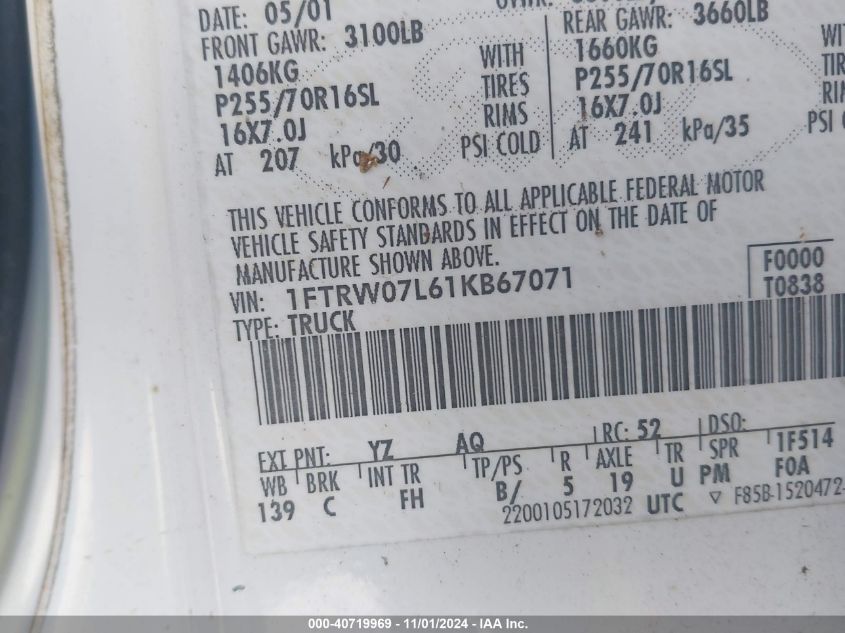 DATE: 05/01
FRONT GAWR: 3100LB
1406KG WITH
P255/70R16SL TIRES
16X7.0J RIMS
AT 207 kPa/30 PSI COLD
REAR GAWR: 3660LB
1660KG
P255/70R16SL
16X7.0J
AT 241 kPa/35 PSI
THIS VEHICLE CONFORMS TO ALL APPLICABLE FEDERAL MOTOR
VEHICLE SAFETY STANDARDS IN EFFECT ON THE DATE OF
MANUFACTURE SHOWN ABOVE.
VIN: 1FTRW07L61KB67071
TYPE: TRUCK
F0000
T0838
EXT PNT: YZ AQ RC: 52 DSO:
WB BRK INT TR TP/PS R AXLE TR SPR 1F514
139 C FH B/ 5 19 U PM F0A
2200105172032 UTC ▽ F85B-1520472-
000-40719969 - 11/01/2024 - IAA Inc.